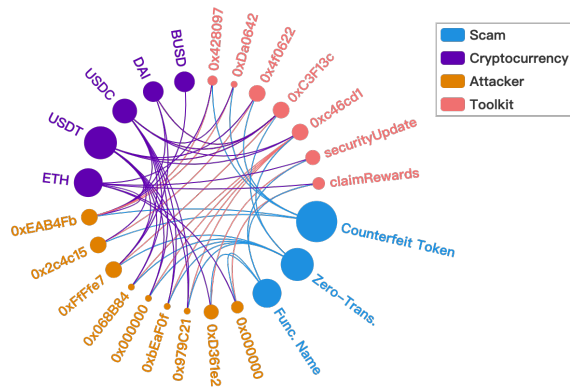 BUSD
DAI
USDC
USDT
ETH
0xEAB4Fb
0x2c4c15
0xFfFfe7
0x068B84
0x000000
0xbEaF0f
0x979C21
0xD361e2
0x000000
Func. Name
Zero-Trans.
Counterfeit Token
claimRewards
securityUpdate
0xc46cd1
0xC3F13c
0x4f0622
0xDa0642
0x428097
Scam
Cryptocurrency
Attacker
Toolkit